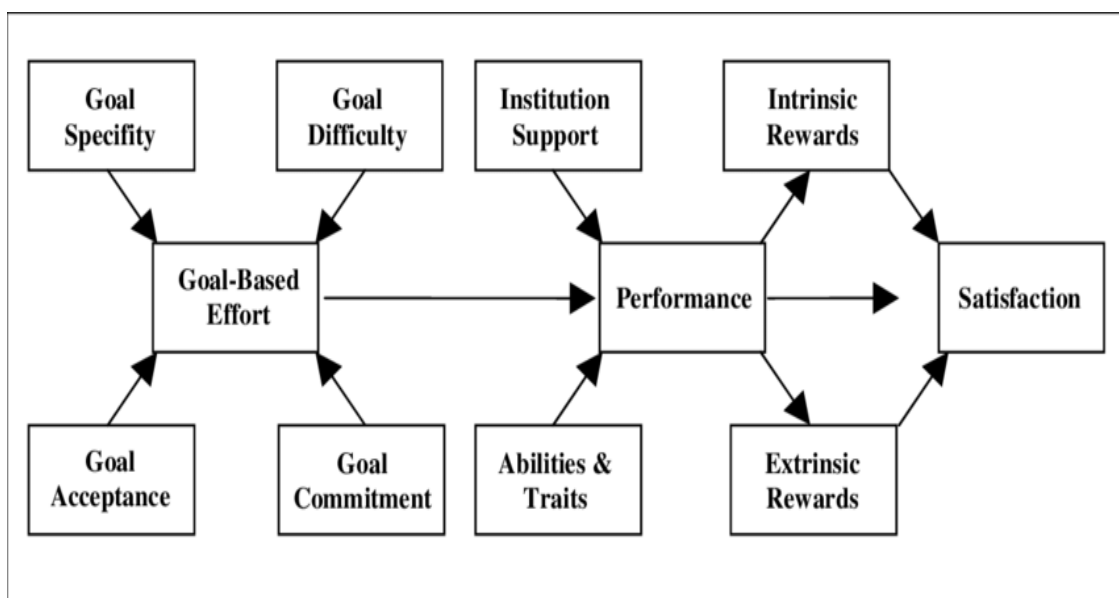 Goal
Specifity
Goal
Difficulty
Institution
Support
Intrinsic
Rewards
Goal-Based
Effort
Performance
Satisfaction
Goal
Acceptance
Goal
Commitment
Abilities &
Traits
Extrinsic
Rewards